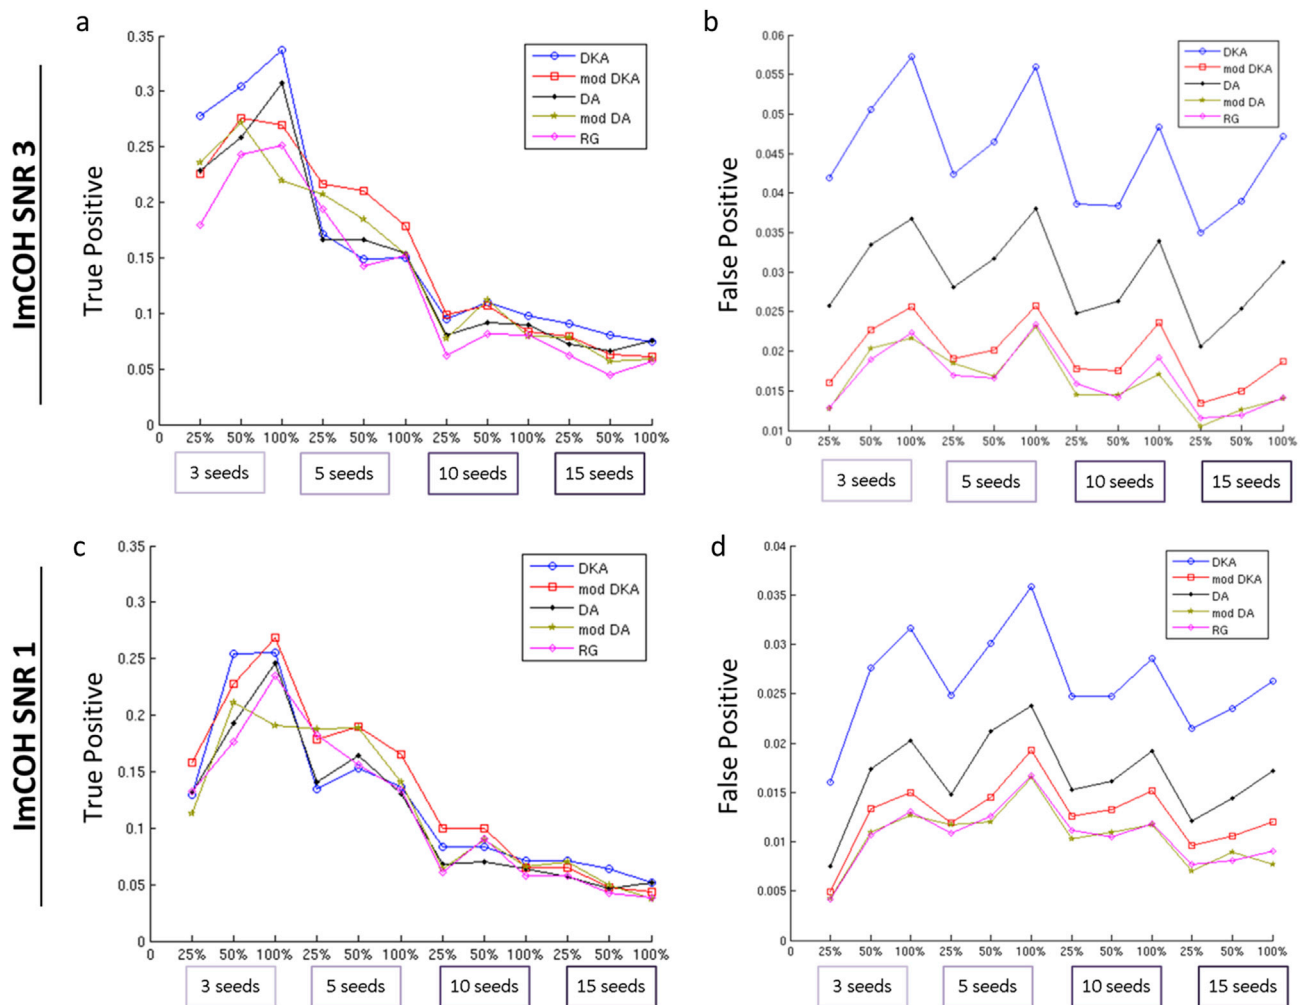 a
ImCOH SNR 3
True Positive
0.35
0.3
0.25
0.2
0.15
0.1
0.05
0
DKA
mod DKA
DA
mod DA
RG
25% 50% 100% 25% 50% 100% 25% 50% 100% 25% 50% 100%
3 seeds 5 seeds 10 seeds 15 seeds
b
False Positive
0.06
0.055
0.05
0.045
0.04
0.035
0.03
0.025
0.02
0.015
0.01
DKA
mod DKA
DA
mod DA
RG
0 25% 50% 100% 25% 50% 100% 25% 50% 100% 25% 50% 100%
3 seeds 5 seeds 10 seeds 15 seeds
c
ImCOH SNR 1
True Positive
0.35
0.3
0.25
0.2
0.15
0.1
0.05
0
DKA
mod DKA
DA
mod DA
RG
0 25% 50% 100% 25% 50% 100% 25% 50% 100% 25% 50% 100%
3 seeds 5 seeds 10 seeds 15 seeds
d
False Positive
0.04
0.035
0.03
0.025
0.02
0.015
0.01
0.005
0
DKA
mod DKA
DA
mod DA
RG
0 25% 50% 100% 25% 50% 100% 25% 50% 100% 25% 50% 100%
3 seeds 5 seeds 10 seeds 15 seeds